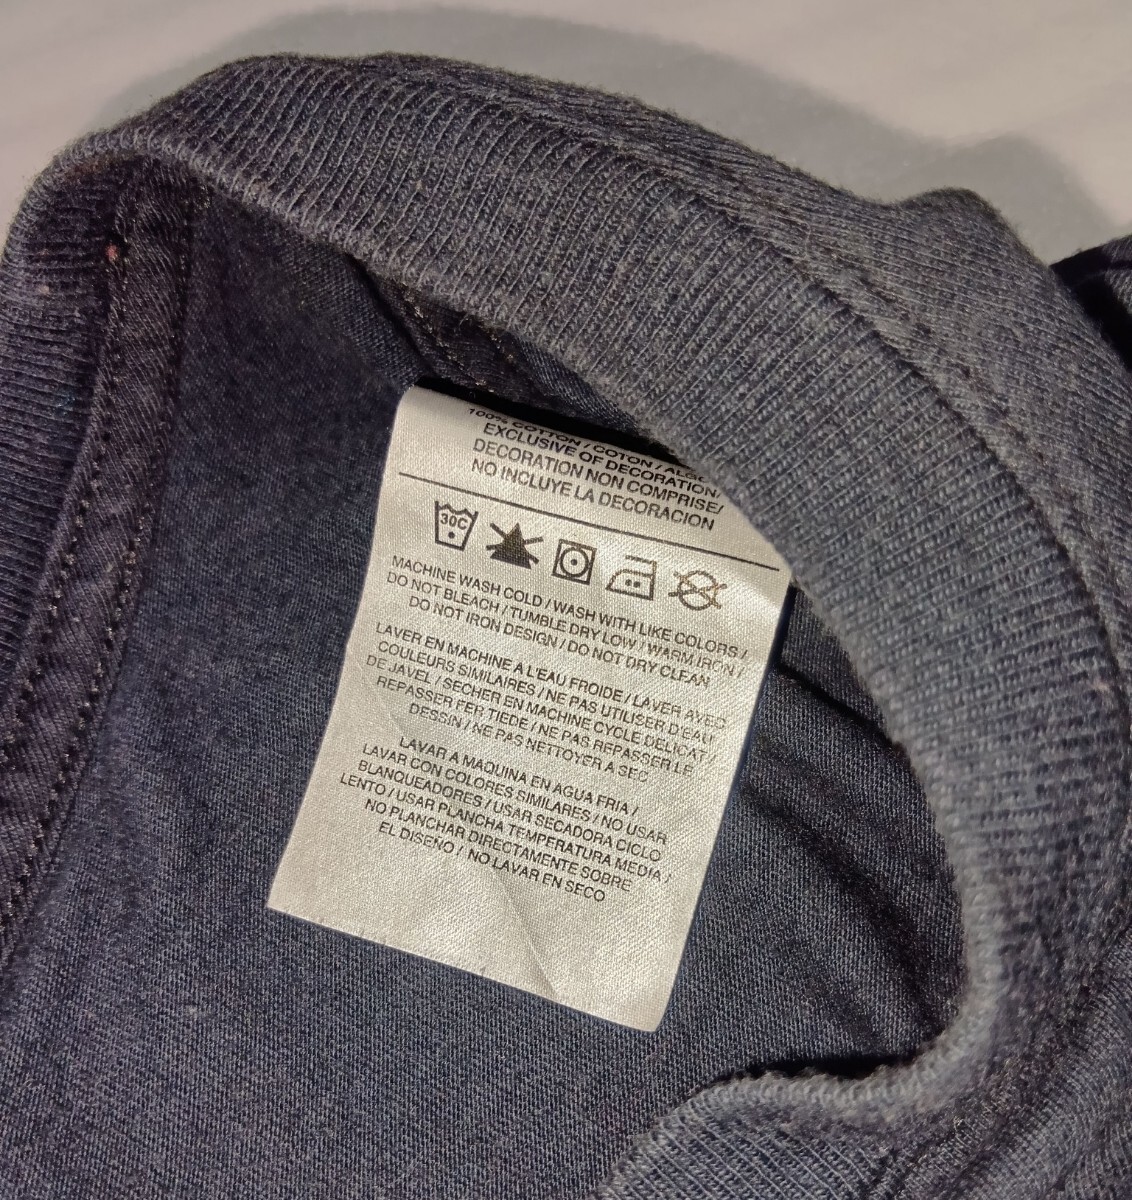 100% COTTON / COTON / ALG
EXCLUSIVE OF DECORATION/
DECORATION NON COMPRISE/
NO INCLUYE LA DECORACION
30C
MACHINE WASH COLD / WASH WITH LIKE COLORS /
DO NOT BLEACH / TUMBLE DRY LOW / WARM IRON /
DO NOT IRON DESIGN / DO NOT DRY CLEAN
LAVER EN MACHINE A L'EAU FROIDE / LAVER AVEC
COULEURS SIMILAIRES / NE PAS UTILISER D'EAU
DE JAVEL / SECHER EN MACHINE CYCLE DELICAT /
REPASSER FER TIEDE / NE PAS REPASSER LE
DESSIN / NE PAS NETTOYER A SEC
LAVAR A MAQUINA EN AGUA FRIA /
LAVAR CON COLORES SIMILARES / NO USAR
BLANQUEADORES / USAR SECADORA CICLO
LENTO / USAR PLANCHA TEMPERATURA MEDIA /
NO PLANCHAR DIRECTAMENTE SOBRE
EL DISENO / NO LAVAR EN SECO